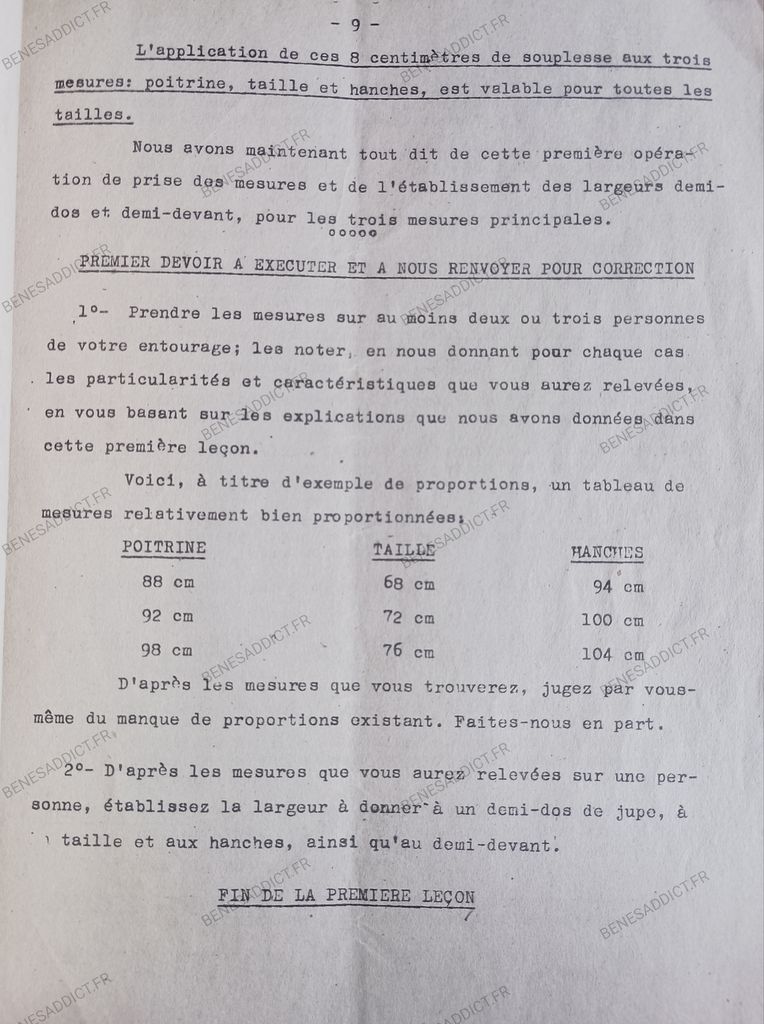 - 9 -
L'application de ces 8 centimètres de souplesse aux trois
mesures: poitrine, taille et hanches, est valable pour toutes les
tailles.
Nous avons maintenant tout dit de cette première opéra-
tion de prise des mesures et de l'établissement des largeurs demi-
dos et demi-devant, pour les trois mesures principales.
ooooo
PREMIER DEVOIR A EXECUTER ET A NOUS RENVOYER POUR CORRECTION
1°- Prendre les mesures sur au moins deux ou trois personnes
de votre entourage; les noter, en nous donnant pour chaque cas
les particularités et caractéristiques que vous aurez relevées,
en vous basant sur les explications que nous avons données dans
cette première leçon.
Voici, à titre d'exemple de proportions, un tableau de
mesures relativement bien proportionnées:
POITRINE TAILLE HANCHES
88 cm 68 cm 94 cm
92 cm 72 cm 100 cm
98 cm 76 cm 104 cm
D'après les mesures que vous trouverez, jugez par vous-
même du manque de proportions existant. Faites-nous en part.
2°- D'après les mesures que vous aurez relevées sur une per-
sonne, établissez la largeur à donner à un demi-dos de jupe, à
taille et aux hanches, ainsi qu'au demi-devant.
FIN DE LA PREMIERE LEÇON
BENESADDICT.FR